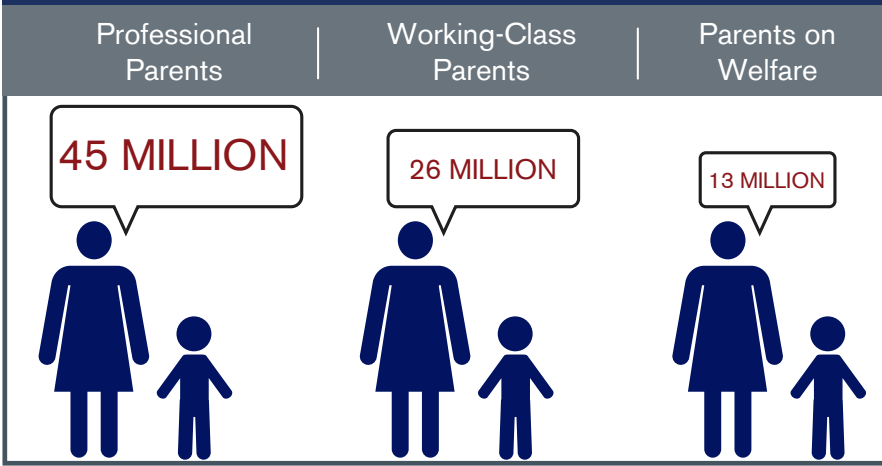 Professional
Parents
Working-Class
Parents
Parents on
Welfare
45 MILLION
26 MILLION
13 MILLION